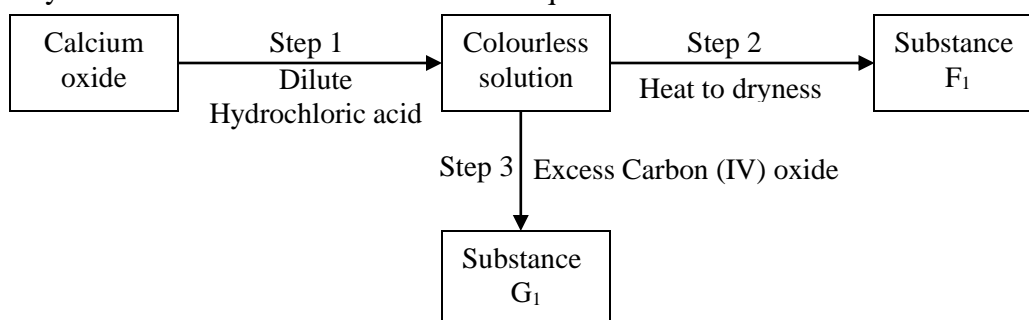 Calcium
oxide
Step 1
Dilute
Hydrochloric acid
Colourless
solution
Step 2
Heat to dryness
Substance
F₁
Step 3
Excess Carbon (IV) oxide
Substance
G₁